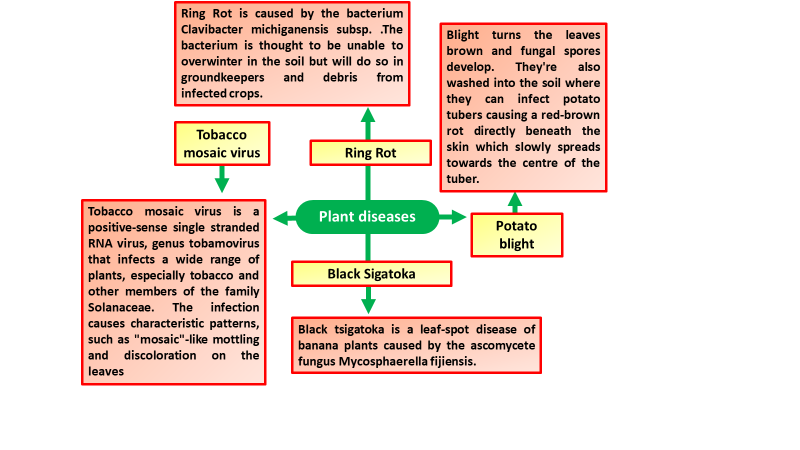 Ring Rot is caused by the bacterium
Clavibacter michiganensis subsp. .The
bacterium is thought to be unable to
overwinter in the soil but will do so in
groundkeepers and debris from
infected crops.
Blight turns the leaves
brown and fungal spores
develop. They're also
washed into the soil where
they can infect potato
tubers causing a red-brown
rot directly beneath the
skin which slowly spreads
towards the centre of the
tuber.
Tobacco
mosaic virus
Ring Rot
Tobacco mosaic virus is a
positive-sense single stranded
RNA virus, genus tobamovirus
that infects a wide range of
plants, especially tobacco and
other members of the family
Solanaceae. The infection
causes characteristic patterns,
such as "mosaic"-like mottling
and discoloration on the
leaves
Plant diseases
Potato
blight
Black Sigatoka
Black tsigatoka is a leaf-spot disease of
banana plants caused by the ascomycete
fungus Mycosphaerella fijiensis.